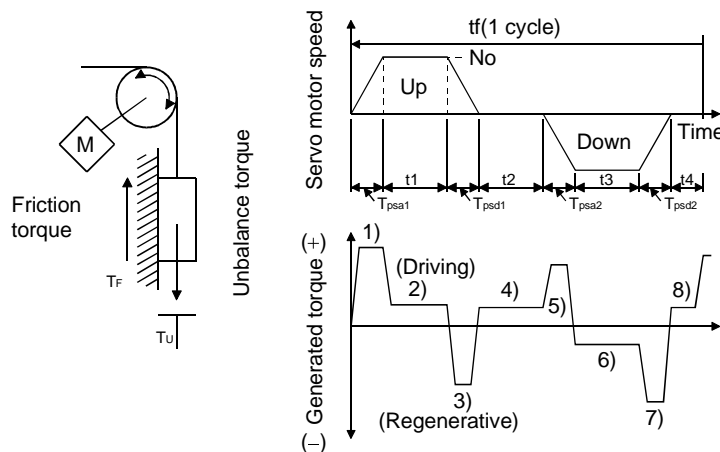 M
Friction
torque
TF
TU
Unbalance torque
Servo motor speed
tf(1 cycle)
No
Up
Down
Time
t1
t2
t3
t4
Tpsa1
Tpsd1
Tpsa2
Tpsd2
Generated torque
(+)
(–)
1)
(Driving)
2)
3)
(Regenerative)
4)
5)
6)
7)
8)